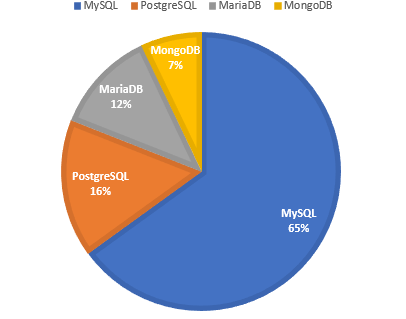 MySQL PostgreSQL MariaDB MongoDB
MongoDB
7%
MariaDB
12%
PostgreSQL
16%
MySQL
65%